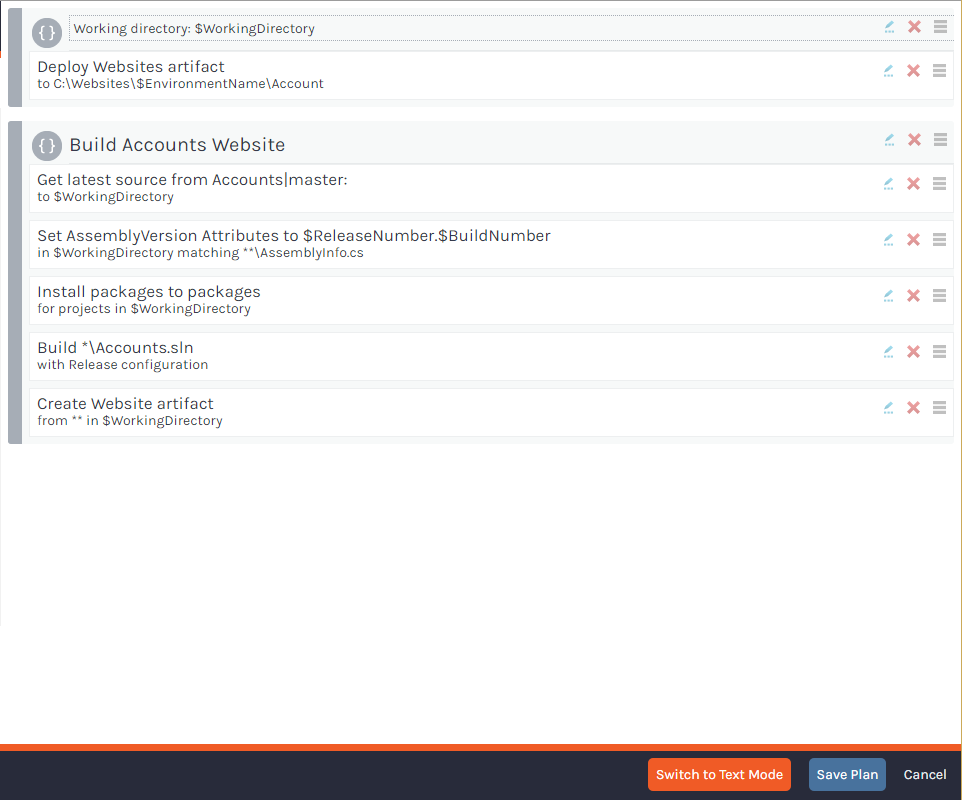 Working directory: $WorkingDirectory
Deploy Websites artifact
to C:\Websites\$EnvironmentName\Account
{} Build Accounts Website
Get latest source from Accounts|master:
to $WorkingDirectory
Set AssemblyVersion Attributes to $ReleaseNumber.$BuildNumber
in $WorkingDirectory matching **\AssemblyInfo.cs
Install packages to packages
for projects in $WorkingDirectory
Build *\Accounts.sln
with Release configuration
Create Website artifact
from ** in $WorkingDirectory
Switch to Text Mode
Save Plan
Cancel